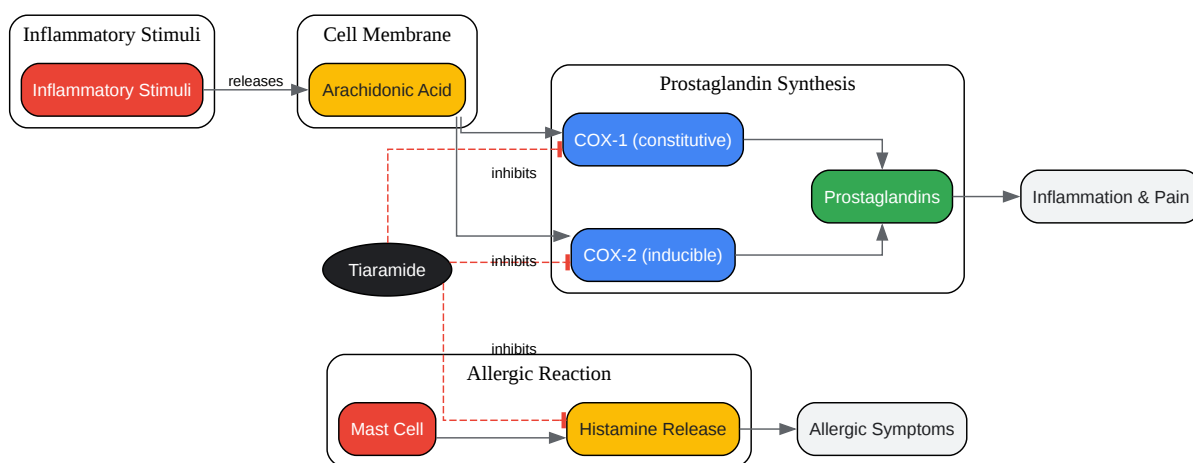 Inflammatory Stimuli
Cell Membrane
Inflammatory Stimuli
releases
Arachidonic Acid
Prostaglandin Synthesis
COX-1 (constitutive)
inhibits
Prostaglandins
Inflammation & Pain
COX-2 (inducible)
inhibits
Tiaramide
inhibits
Allergic Reaction
Mast Cell
Histamine Release
Allergic Symptoms